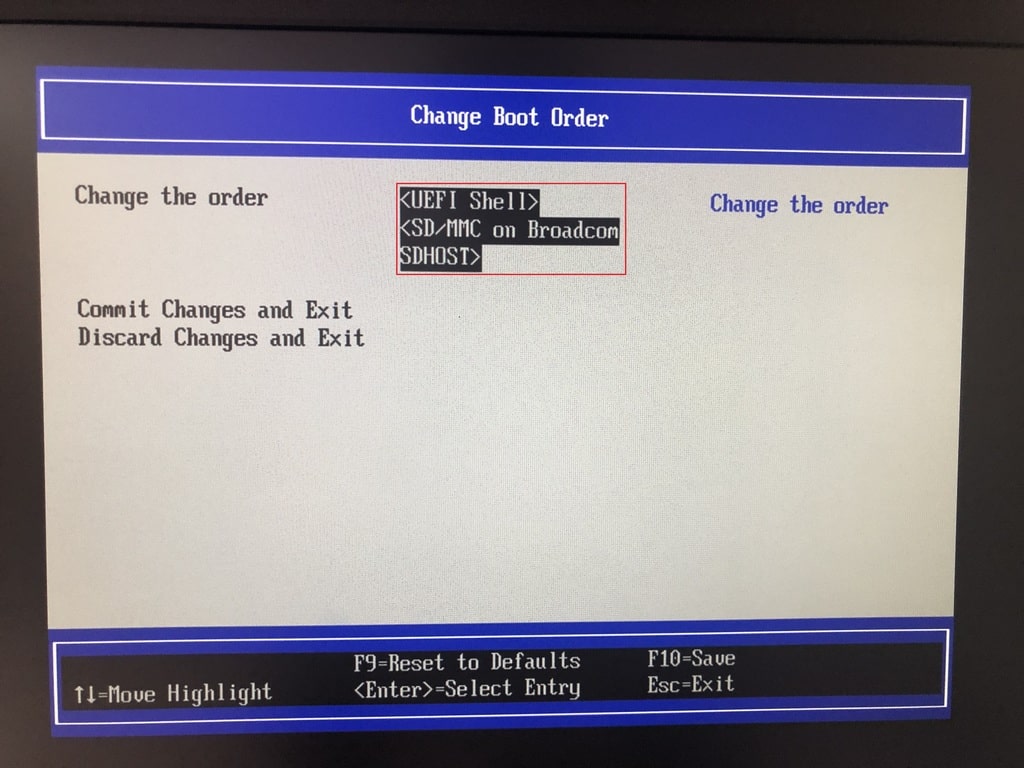 Change Boot Order
Change the order
<UEFI Shell>
<SD/MMC on Broadcom
SDHOST>
Change the order
Commit Changes and Exit
Discard Changes and Exit
F9=Reset to Defaults
F10=Save
↑↓=Move Highlight
<Enter>=Select Entry
Esc=Exit